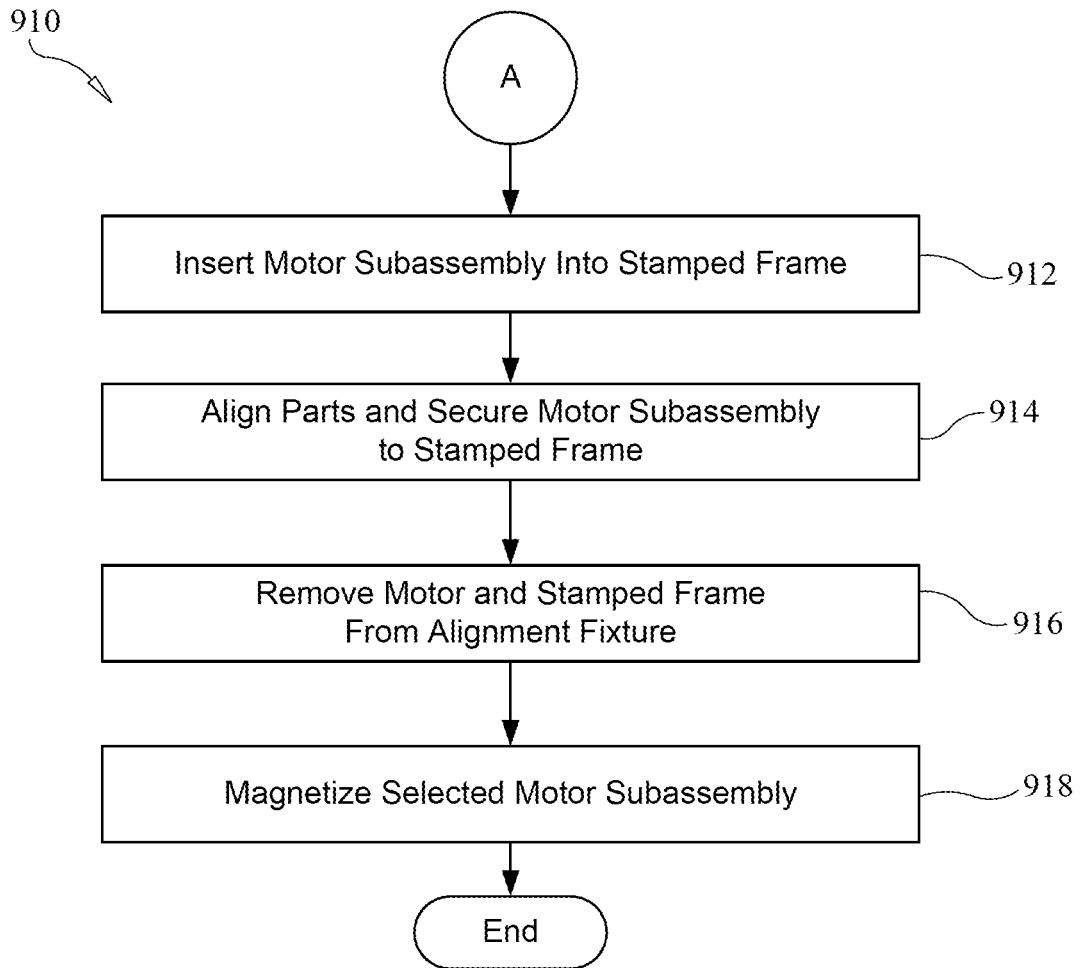 910
A
Insert Motor Subassembly Into Stamped Frame
912
Align Parts and Secure Motor Subassembly
to Stamped Frame
914
Remove Motor and Stamped Frame
From Alignment Fixture
916
Magnetize Selected Motor Subassembly
918
End